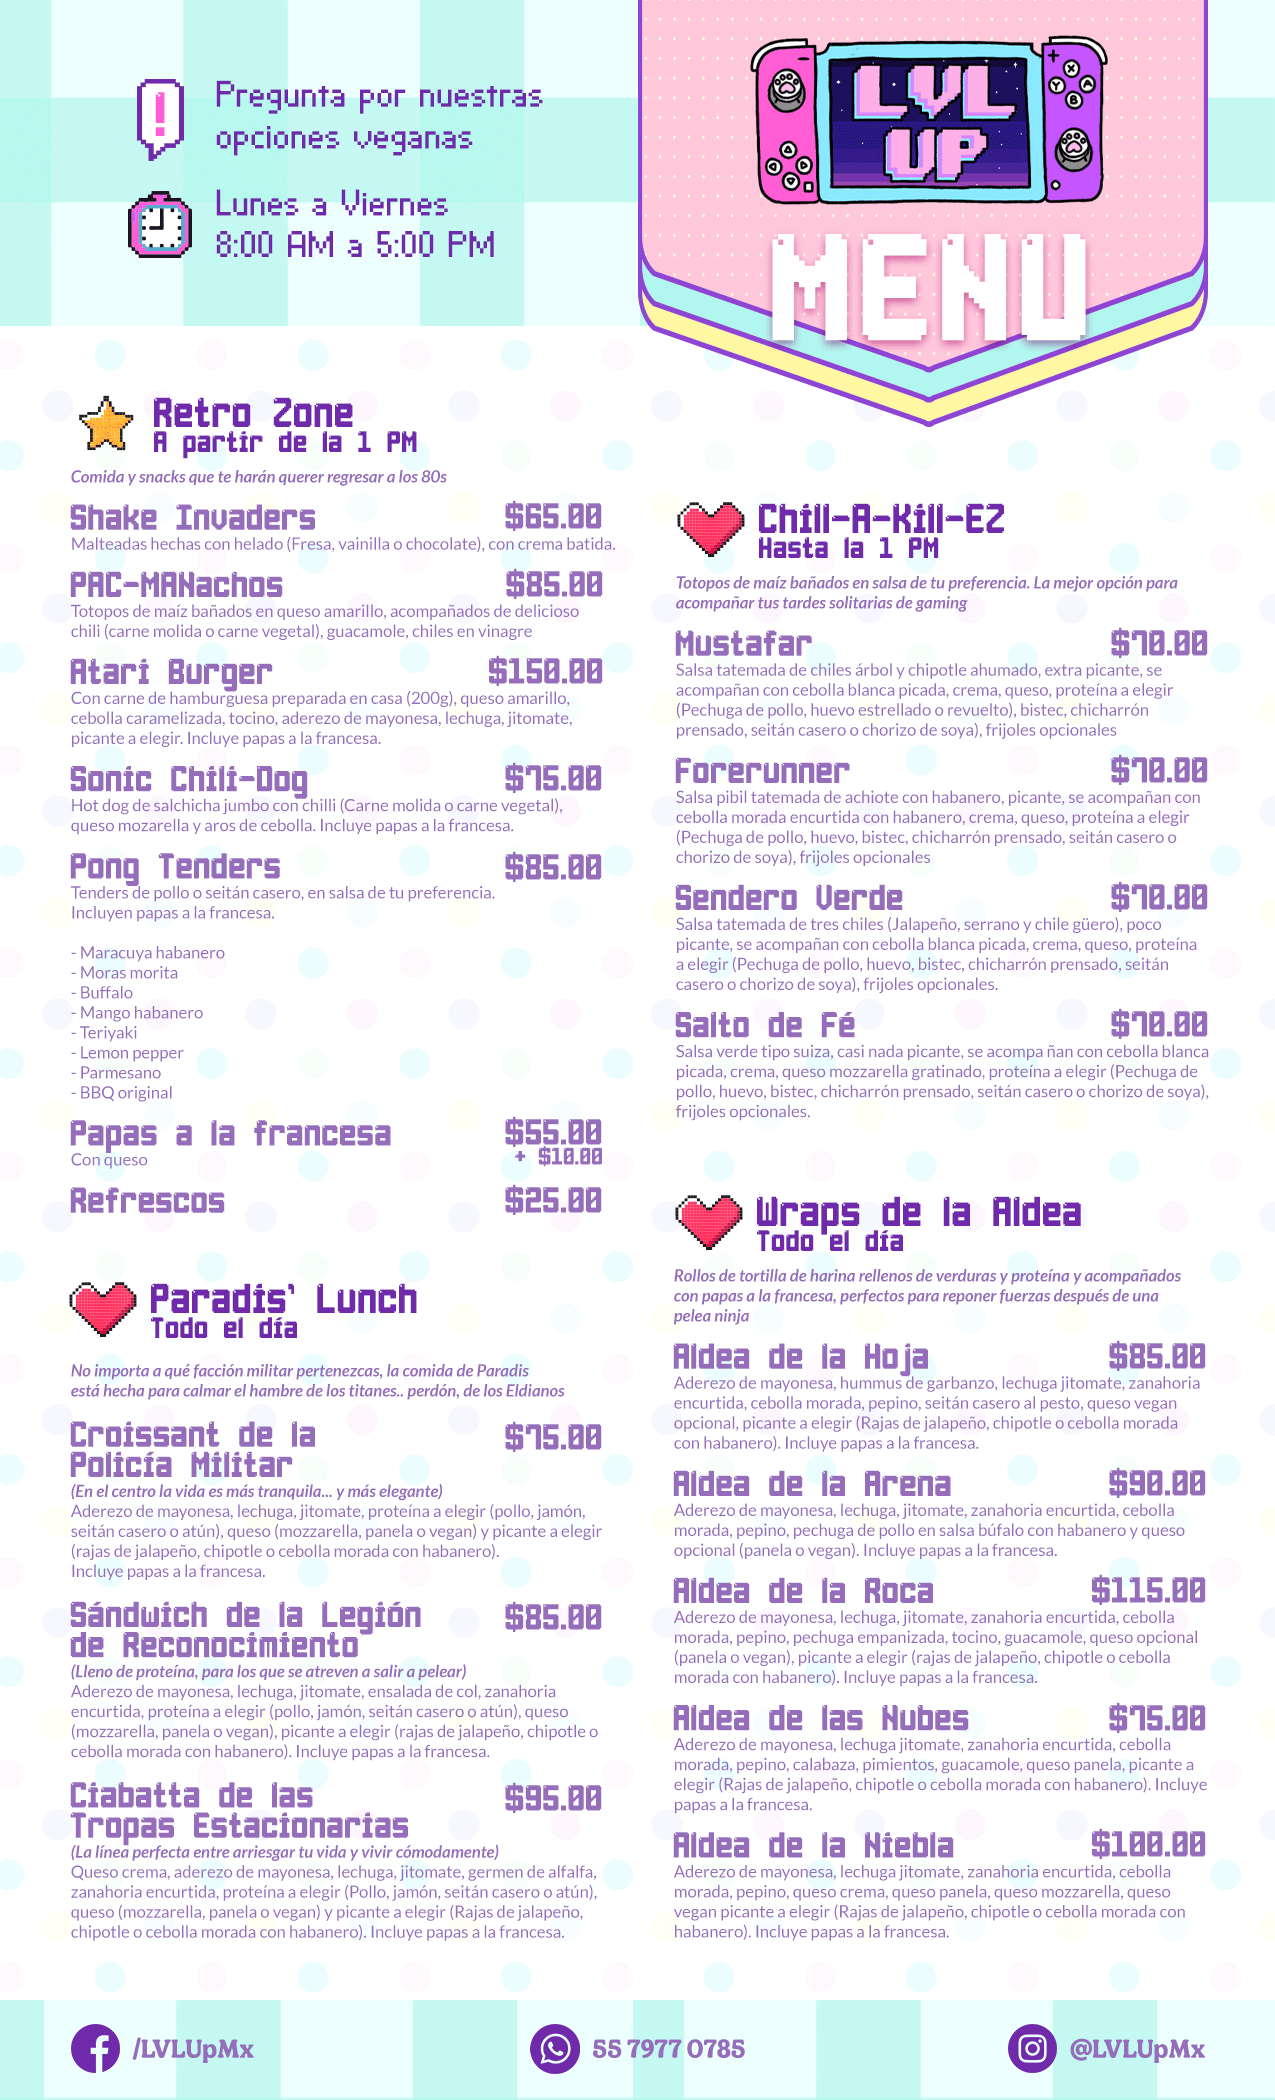 Pregunta por nuestras
opciones veganas
Lunes a Viernes
8:00 AM a 5:00 PM
LVL
UP
X
Y
A
B
MENU
Retro Zone
A partir de la 1 PM
Comida y snacks que te harán querer regresar a los 80s
Shake Invaders $65.00
Malteadas hechas con helado (Fresa, vainilla o chocolate), con crema batida.
PAC-MANachos $85.00
Totopos de maíz bañados en queso amarillo, acompañados de delicioso
chili (carne molida o carne vegetal), guacamole, chiles en vinagre
Atari Burger $150.00
Con carne de hamburguesa preparada en casa (200g), queso amarillo,
cebolla caramelizada, tocino, aderezo de mayonesa, lechuga, jitomate,
picante a elegir. Incluye papas a la francesa.
Sonic Chili-Dog $75.00
Hot dog de salchicha jumbo con chilli (Carne molida o carne vegetal),
queso mozarella y aros de cebolla. Incluye papas a la francesa.
Pong Tenders $85.00
Tenders de pollo o seitán casero, en salsa de tu preferencia.
Incluyen papas a la francesa.
- Maracuya habanero
- Moras morita
- Buffalo
- Mango habanero
- Teriyaki
- Lemon pepper
- Parmesano
- BBQ original
Papas a la francesa $55.00
Con queso + $10.00
Refrescos $25.00
Paradis' Lunch
Todo el día
No importa a qué facción militar pertenezcas, la comida de Paradis
está hecha para calmar el hambre de los titanes.. perdón, de los Eldianos
Croissant de la $75.00
Policía Militar
(En el centro la vida es más tranquila... y más elegante)
Aderezo de mayonesa, lechuga, jitomate, proteína a elegir (pollo, jamón,
seitán casero o atún), queso (mozzarella, panela o vegan) y picante a elegir
(rajas de jalapeño, chipotle o cebolla morada con habanero).
Incluye papas a la francesa.
Sándwich de la Legión $85.00
de Reconocimiento
(Lleno de proteína, para los que se atreven a salir a pelear)
Aderezo de mayonesa, lechuga, jitomate, ensalada de col, zanahoria
encurtida, proteína a elegir (pollo, jamón, seitán casero o atún), queso
(mozzarella, panela o vegan), picante a elegir (rajas de jalapeño, chipotle o
cebolla morada con habanero). Incluye papas a la francesa.
Ciabatta de las $95.00
Tropas Estacionarias
(La línea perfecta entre arriesgar tu vida y vivir cómodamente)
Queso crema, aderezo de mayonesa, lechuga, jitomate, germen de alfalfa,
zanahoria encurtida, proteína a elegir (Pollo, jamón, seitán casero o atún),
queso (mozzarella, panela o vegan) y picante a elegir (Rajas de jalapeño,
chipotle o cebolla morada con habanero). Incluye papas a la francesa.
Chill-A-Kill-EZ
Hasta la 1 PM
Totopos de maíz bañados en salsa de tu preferencia. La mejor opción para
acompañar tus tardes solitarias de gaming
Mustafar $70.00
Salsa tatemada de chiles árbol y chipotle ahumado, extra picante, se
acompañan con cebolla blanca picada, crema, queso, proteína a elegir
(Pechuga de pollo, huevo estrellado o revuelto), bistec, chicharrón
prensado, seitán casero o chorizo de soya), frijoles opcionales
Forerunner $70.00
Salsa pibil tatemada de achiote con habanero, picante, se acompañan con
cebolla morada encurtida con habanero, crema, queso, proteína a elegir
(Pechuga de pollo, huevo, bistec, chicharrón prensado, seitán casero o
chorizo de soya), frijoles opcionales
Sendero Verde $70.00
Salsa tatemada de tres chiles (Jalapeño, serrano y chile güero), poco
picante, se acompañan con cebolla blanca picada, crema, queso, proteína
a elegir (Pechuga de pollo, huevo, bistec, chicharrón prensado, seitán
casero o chorizo de soya), frijoles opcionales.
Salto de Fé $70.00
Salsa verde tipo suiza, casi nada picante, se acompa ñan con cebolla blanca
picada, crema, queso mozzarella gratinado, proteína a elegir (Pechuga de
pollo, huevo, bistec, chicharrón prensado, seitán casero o chorizo de soya),
frijoles opcionales.
Wraps de la Aldea
Todo el día
Rollos de tortilla de harina rellenos de verduras y proteína y acompañados
con papas a la francesa, perfectos para reponer fuerzas después de una
pelea ninja
Aldea de la Hoja $85.00
Aderezo de mayonesa, hummus de garbanzo, lechuga jitomate, zanahoria
encurtida, cebolla morada, pepino, seitán casero al pesto, queso vegan
opcional, picante a elegir (Rajas de jalapeño, chipotle o cebolla morada
con habanero). Incluye papas a la francesa.
Aldea de la Arena $90.00
Aderezo de mayonesa, lechuga, jitomate, zanahoria encurtida, cebolla
morada, pepino, pechuga de pollo en salsa búfalo con habanero y queso
opcional (panela o vegan). Incluye papas a la francesa.
Aldea de la Roca $115.00
Aderezo de mayonesa, lechuga, jitomate, zanahoria encurtida, cebolla
morada, pepino, pechuga empanizada, tocino, guacamole, queso opcional
(panela o vegan), picante a elegir (rajas de jalapeño, chipotle o cebolla
morada con habanero). Incluye papas a la francesa.
Aldea de las Nubes $75.00
Aderezo de mayonesa, lechuga jitomate, zanahoria encurtida, cebolla
morada, pepino, calabaza, pimientos, guacamole, queso panela, picante a
elegir (Rajas de jalapeño, chipotle o cebolla morada con habanero). Incluye
papas a la francesa.
Aldea de la Niebla $100.00
Aderezo de mayonesa, lechuga jitomate, zanahoria encurtida, cebolla
morada, pepino, queso crema, queso panela, queso mozzarella, queso
vegan picante a elegir (Rajas de jalapeño, chipotle o cebolla morada con
habanero). Incluye papas a la francesa.
/LVLUpMx
55 7977 0785
@LVLUpMx